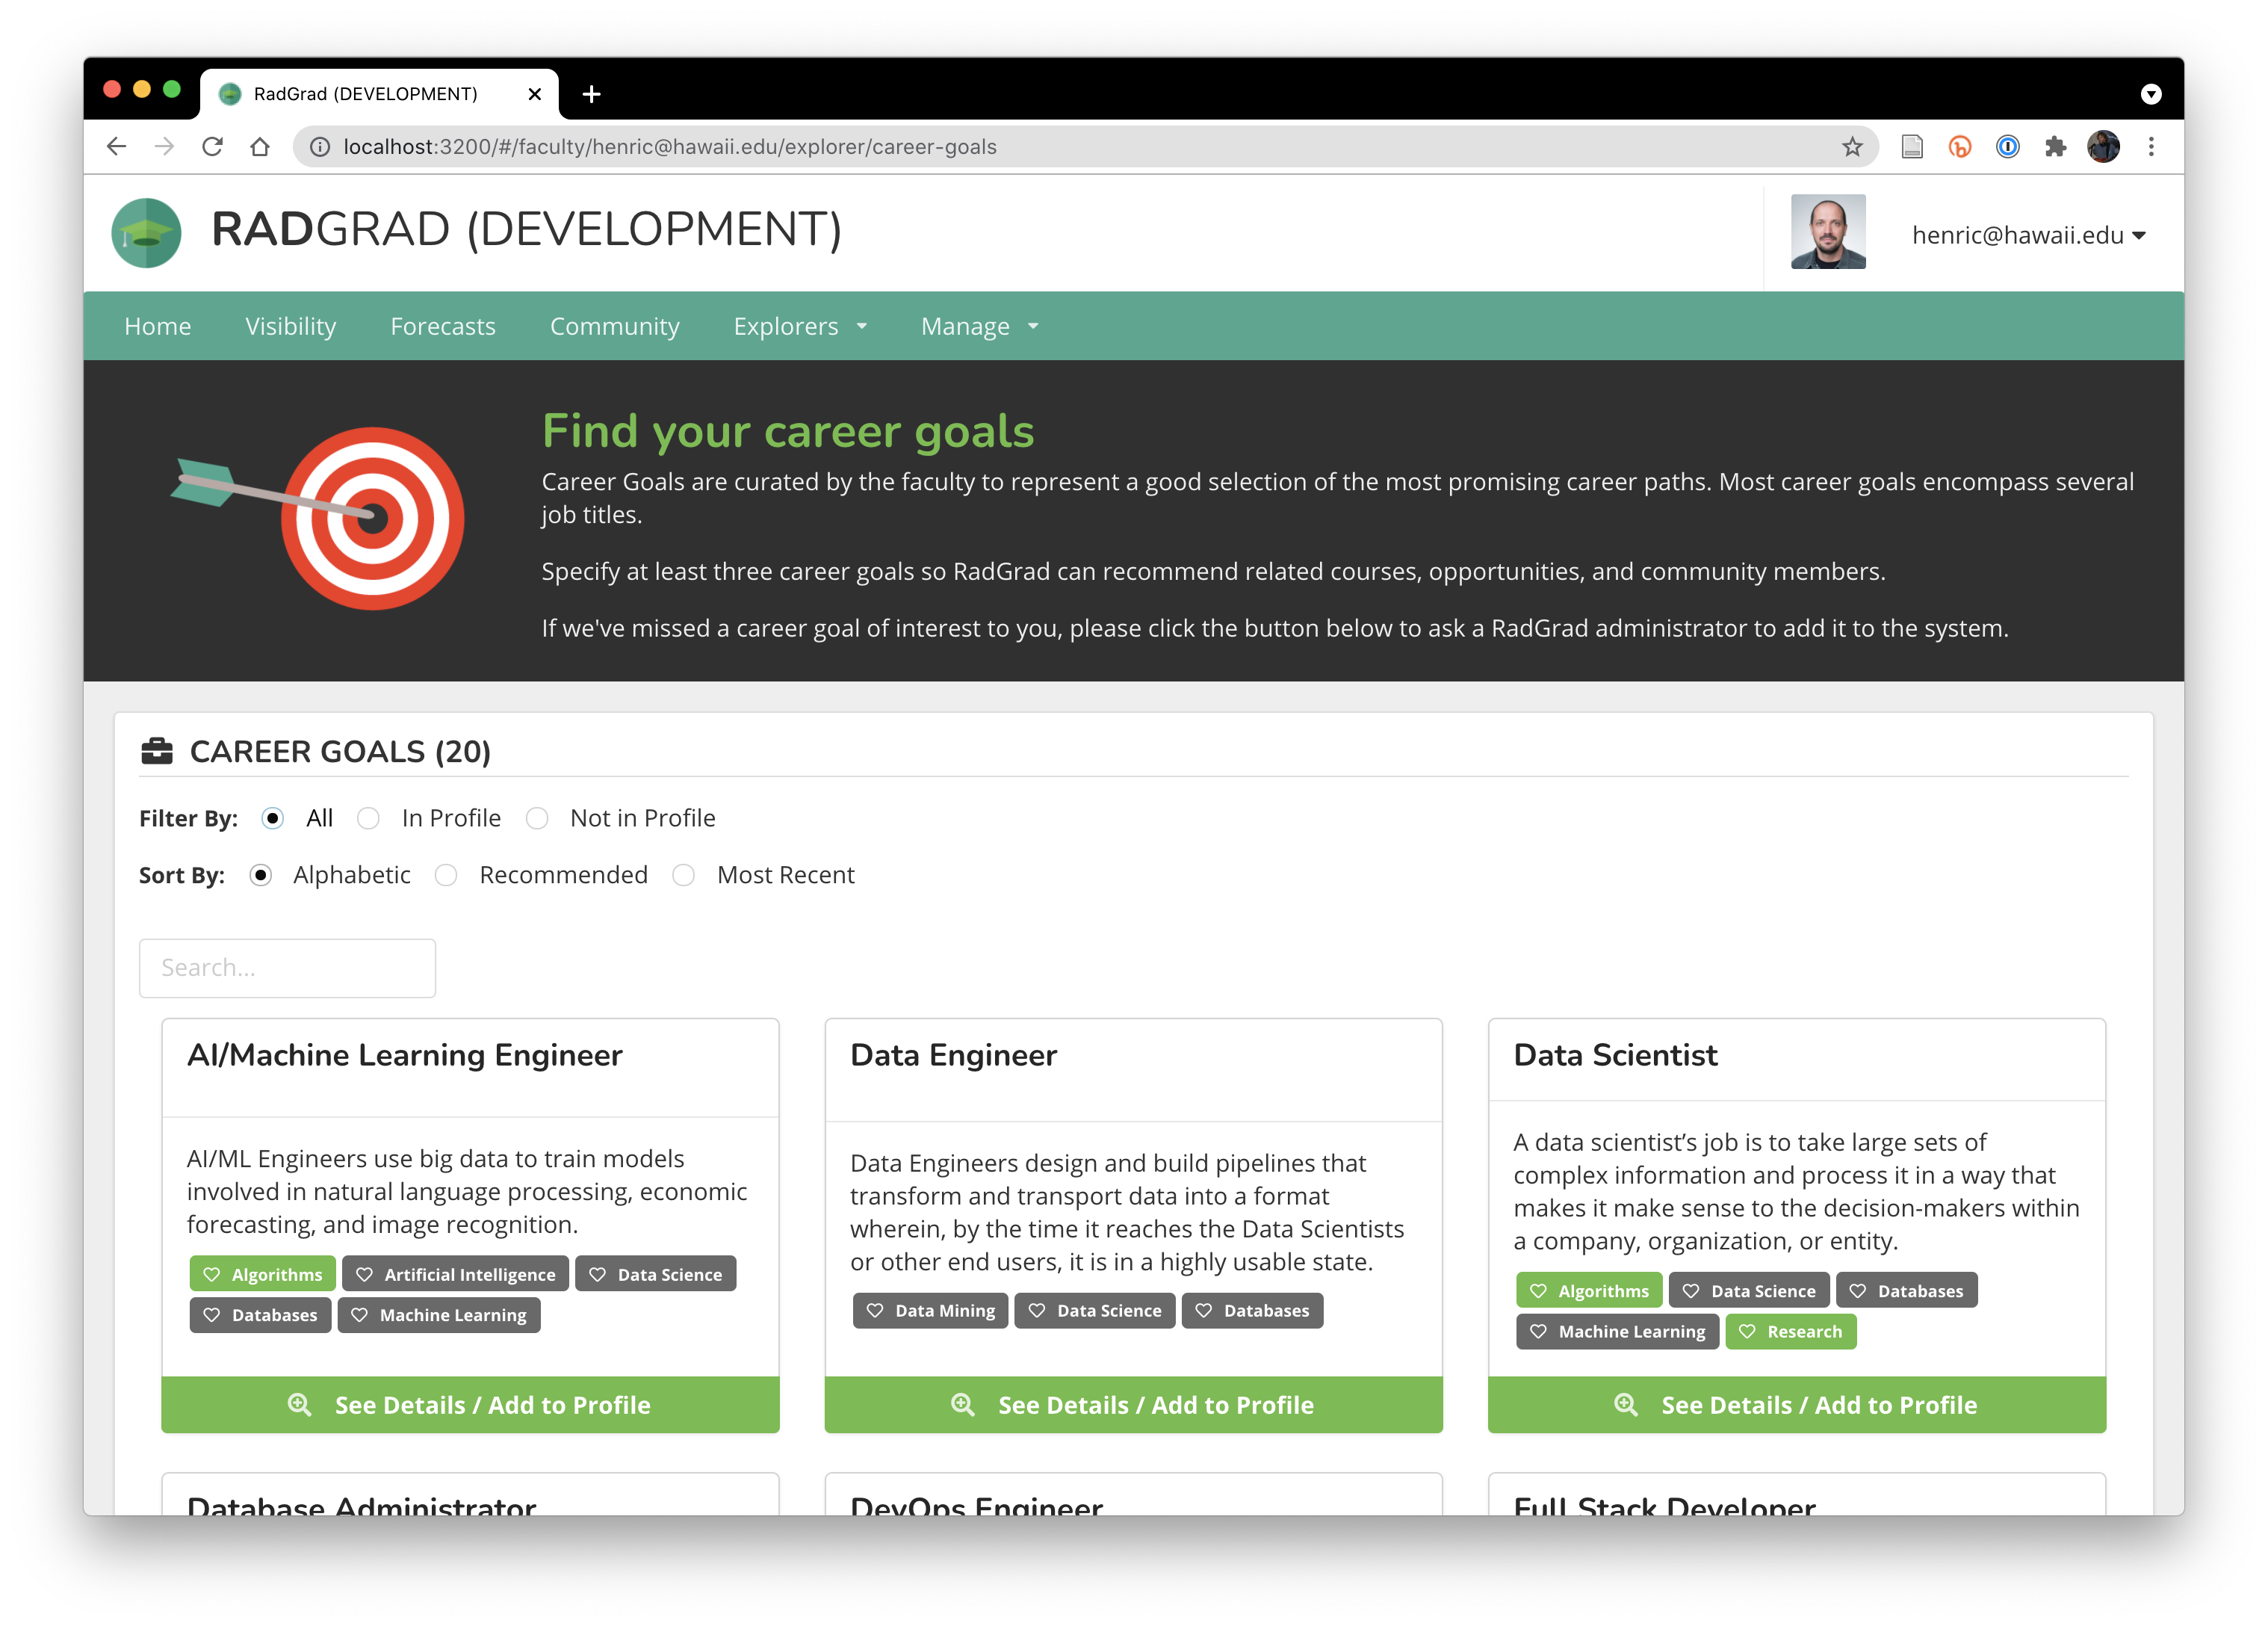 RadGrad (DEVELOPMENT)
localhost:3200/#/faculty/henric@hawaii.edu/explorer/career-goals
RADGRAD (DEVELOPMENT)
henric@hawaii.edu
Home Visibility Forecasts Community Explorers Manage
Find your career goals
Career Goals are curated by the faculty to represent a good selection of the most promising career paths. Most career goals encompass several
job titles.
Specify at least three career goals so RadGrad can recommend related courses, opportunities, and community members.
If we've missed a career goal of interest to you, please click the button below to ask a RadGrad administrator to add it to the system.
CAREER GOALS (20)
Filter By: All In Profile Not in Profile
Sort By: Alphabetic Recommended Most Recent
Search...
AI/Machine Learning Engineer
AI/ML Engineers use big data to train models
involved in natural language processing, economic
forecasting, and image recognition.
Algorithms Artificial Intelligence Data Science
Databases Machine Learning
See Details / Add to Profile
Data Engineer
Data Engineers design and build pipelines that
transform and transport data into a format
wherein, by the time it reaches the Data Scientists
or other end users, it is in a highly usable state.
Data Mining Data Science Databases
See Details / Add to Profile
Data Scientist
A data scientist’s job is to take large sets of
complex information and process it in a way that
makes it make sense to the decision-makers within
a company, organization, or entity.
Algorithms Data Science Databases
Machine Learning Research
See Details / Add to Profile
Database Administrator
DevOps Engineer
Full Stack Developer